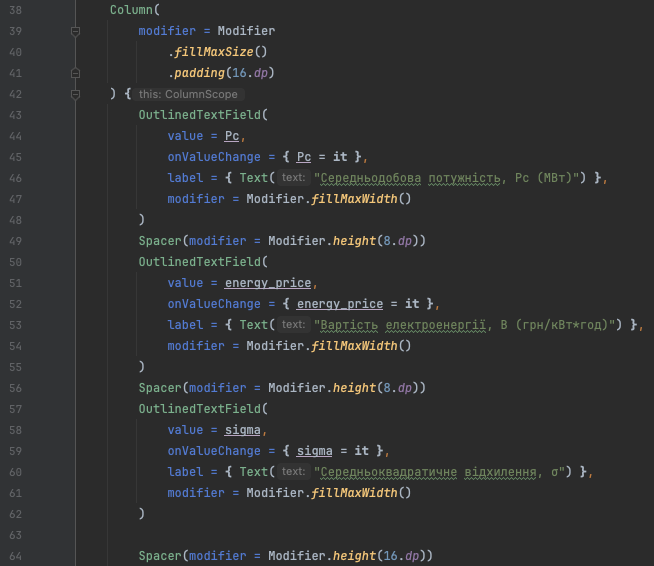 38 Column(
39 modifier = Modifier
40 .fillMaxSize()
41 .padding(16.dp)
42 ) { this: ColumnScope
43 OutlinedTextField(
44 value = Pc,
45 onValueChange = { Pc = it },
46 label = { Text( text: "Середньодобова потужність, Pc (МВт)") },
47 modifier = Modifier.fillMaxWidth()
48 )
49 Spacer(modifier = Modifier.height(8.dp))
50 OutlinedTextField(
51 value = energy_price,
52 onValueChange = { energy_price = it },
53 label = { Text( text: "Вартість електроенергії, В (грн/кВт*год)") },
54 modifier = Modifier.fillMaxWidth()
55 )
56 Spacer(modifier = Modifier.height(8.dp))
57 OutlinedTextField(
58 value = sigma,
59 onValueChange = { sigma = it },
60 label = { Text( text: "Середньоквадратичне відхилення, σ") },
61 modifier = Modifier.fillMaxWidth()
62 )
63
64 Spacer(modifier = Modifier.height(16.dp))